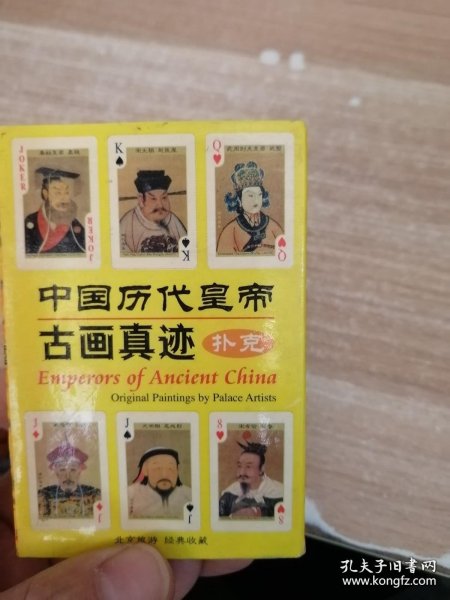 JOKER
K
Q
JOKER
K
Q
中国历代皇帝
古画真迹 扑克
Emperors of Ancient China
Original Paintings by Palace Artists
J
J
8
J
J
8
北京旅游 经典收藏
孔夫子旧书网
www.kongfz.com